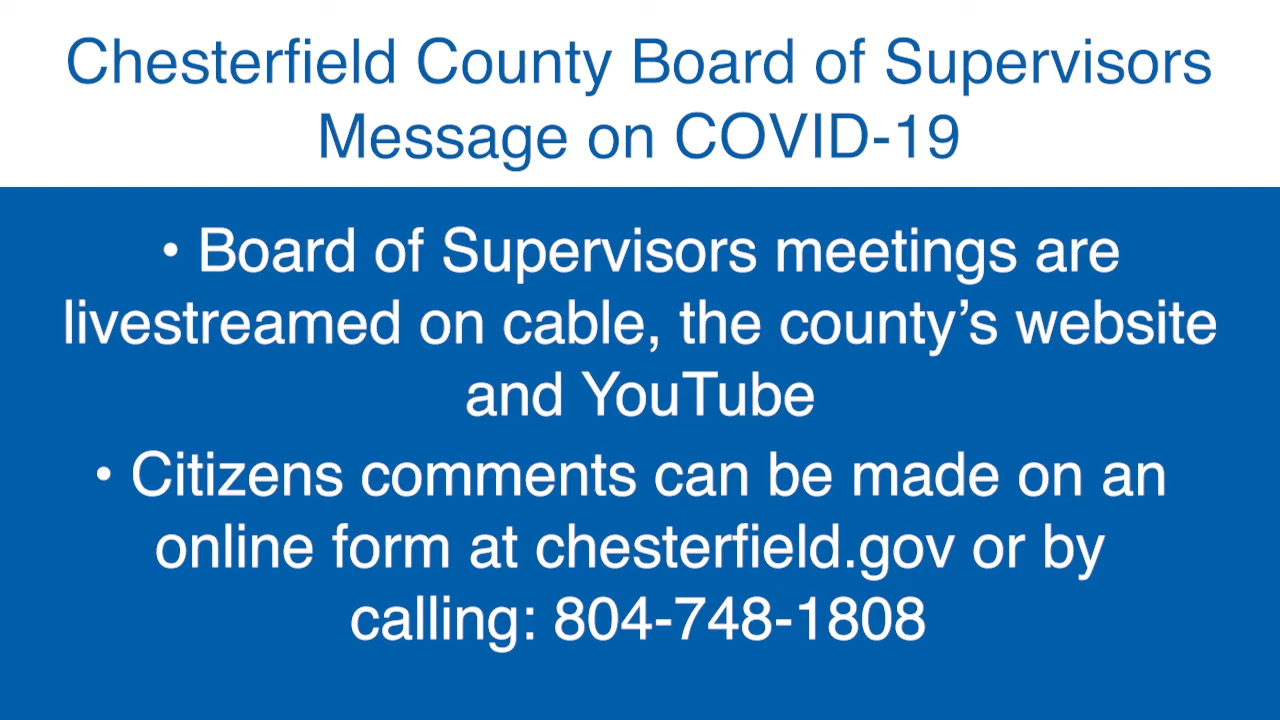 Chesterfield County Board of Supervisors
Message on COVID-19
• Board of Supervisors meetings are
livestreamed on cable, the county’s website
and YouTube
• Citizens comments can be made on an
online form at chesterfield.gov or by
calling: 804-748-1808